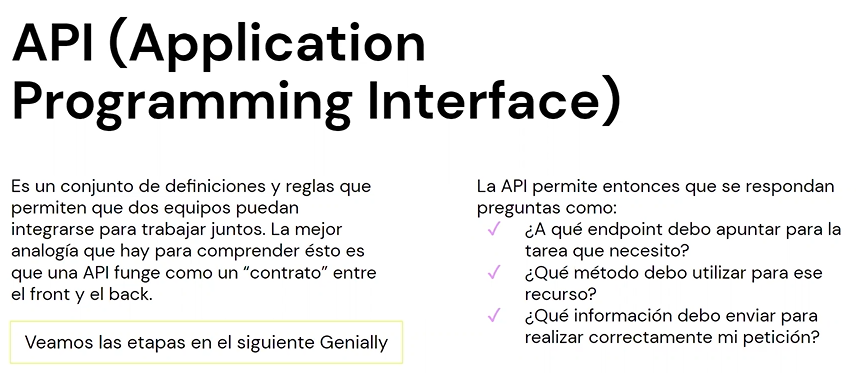 API (Application
Programming Interface)
Es un conjunto de definiciones y reglas que
permiten que dos equipos puedan
integrarse para trabajar juntos. La mejor
analogía que hay para comprender ésto es
que una API funge como un “contrato” entre
el front y el back.
Veamos las etapas en el siguiente Genially
La API permite entonces que se respondan
preguntas como:
✓ ¿A qué endpoint debo apuntar para la
tarea que necesito?
✓ ¿Qué método debo utilizar para ese
recurso?
✓ ¿Qué información debo enviar para
realizar correctamente mi petición?